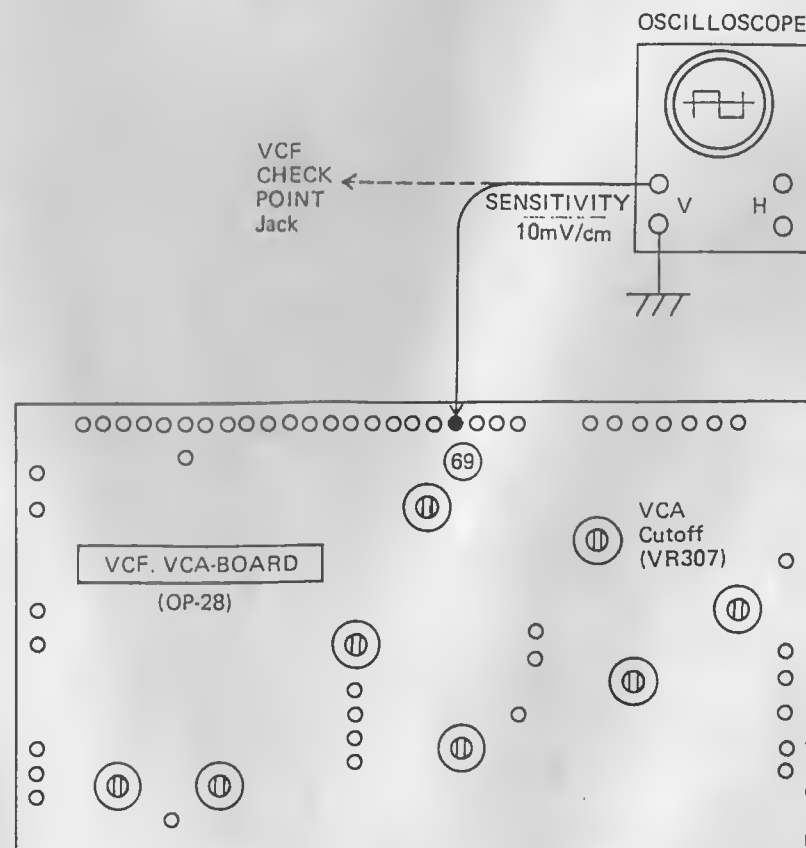 OSCILLOSCOPE
VCF
CHECK
POINT
Jack
SENSITIVITY
10mV/cm
V
H
69
VCA
Cutoff
(VR307)
VCF. VCA-BOARD
(OP-28)